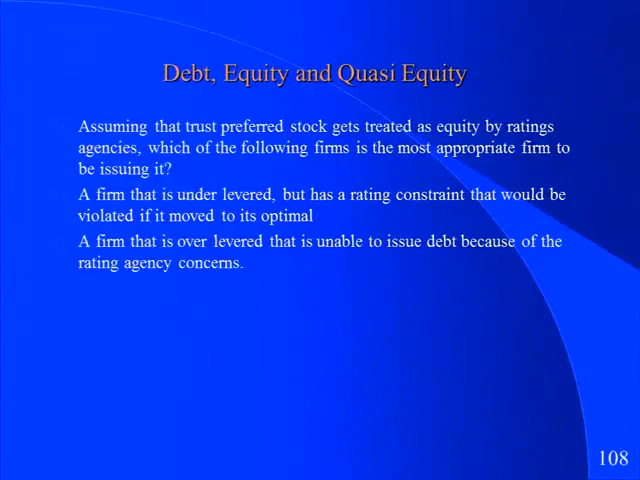 Debt, Equity and Quasi Equity
Assuming that trust preferred stock gets treated as equity by ratings
agencies, which of the following firms is the most appropriate firm to
be issuing it?
A firm that is under levered, but has a rating constraint that would be
violated if it moved to its optimal
A firm that is over levered that is unable to issue debt because of the
rating agency concerns.
108